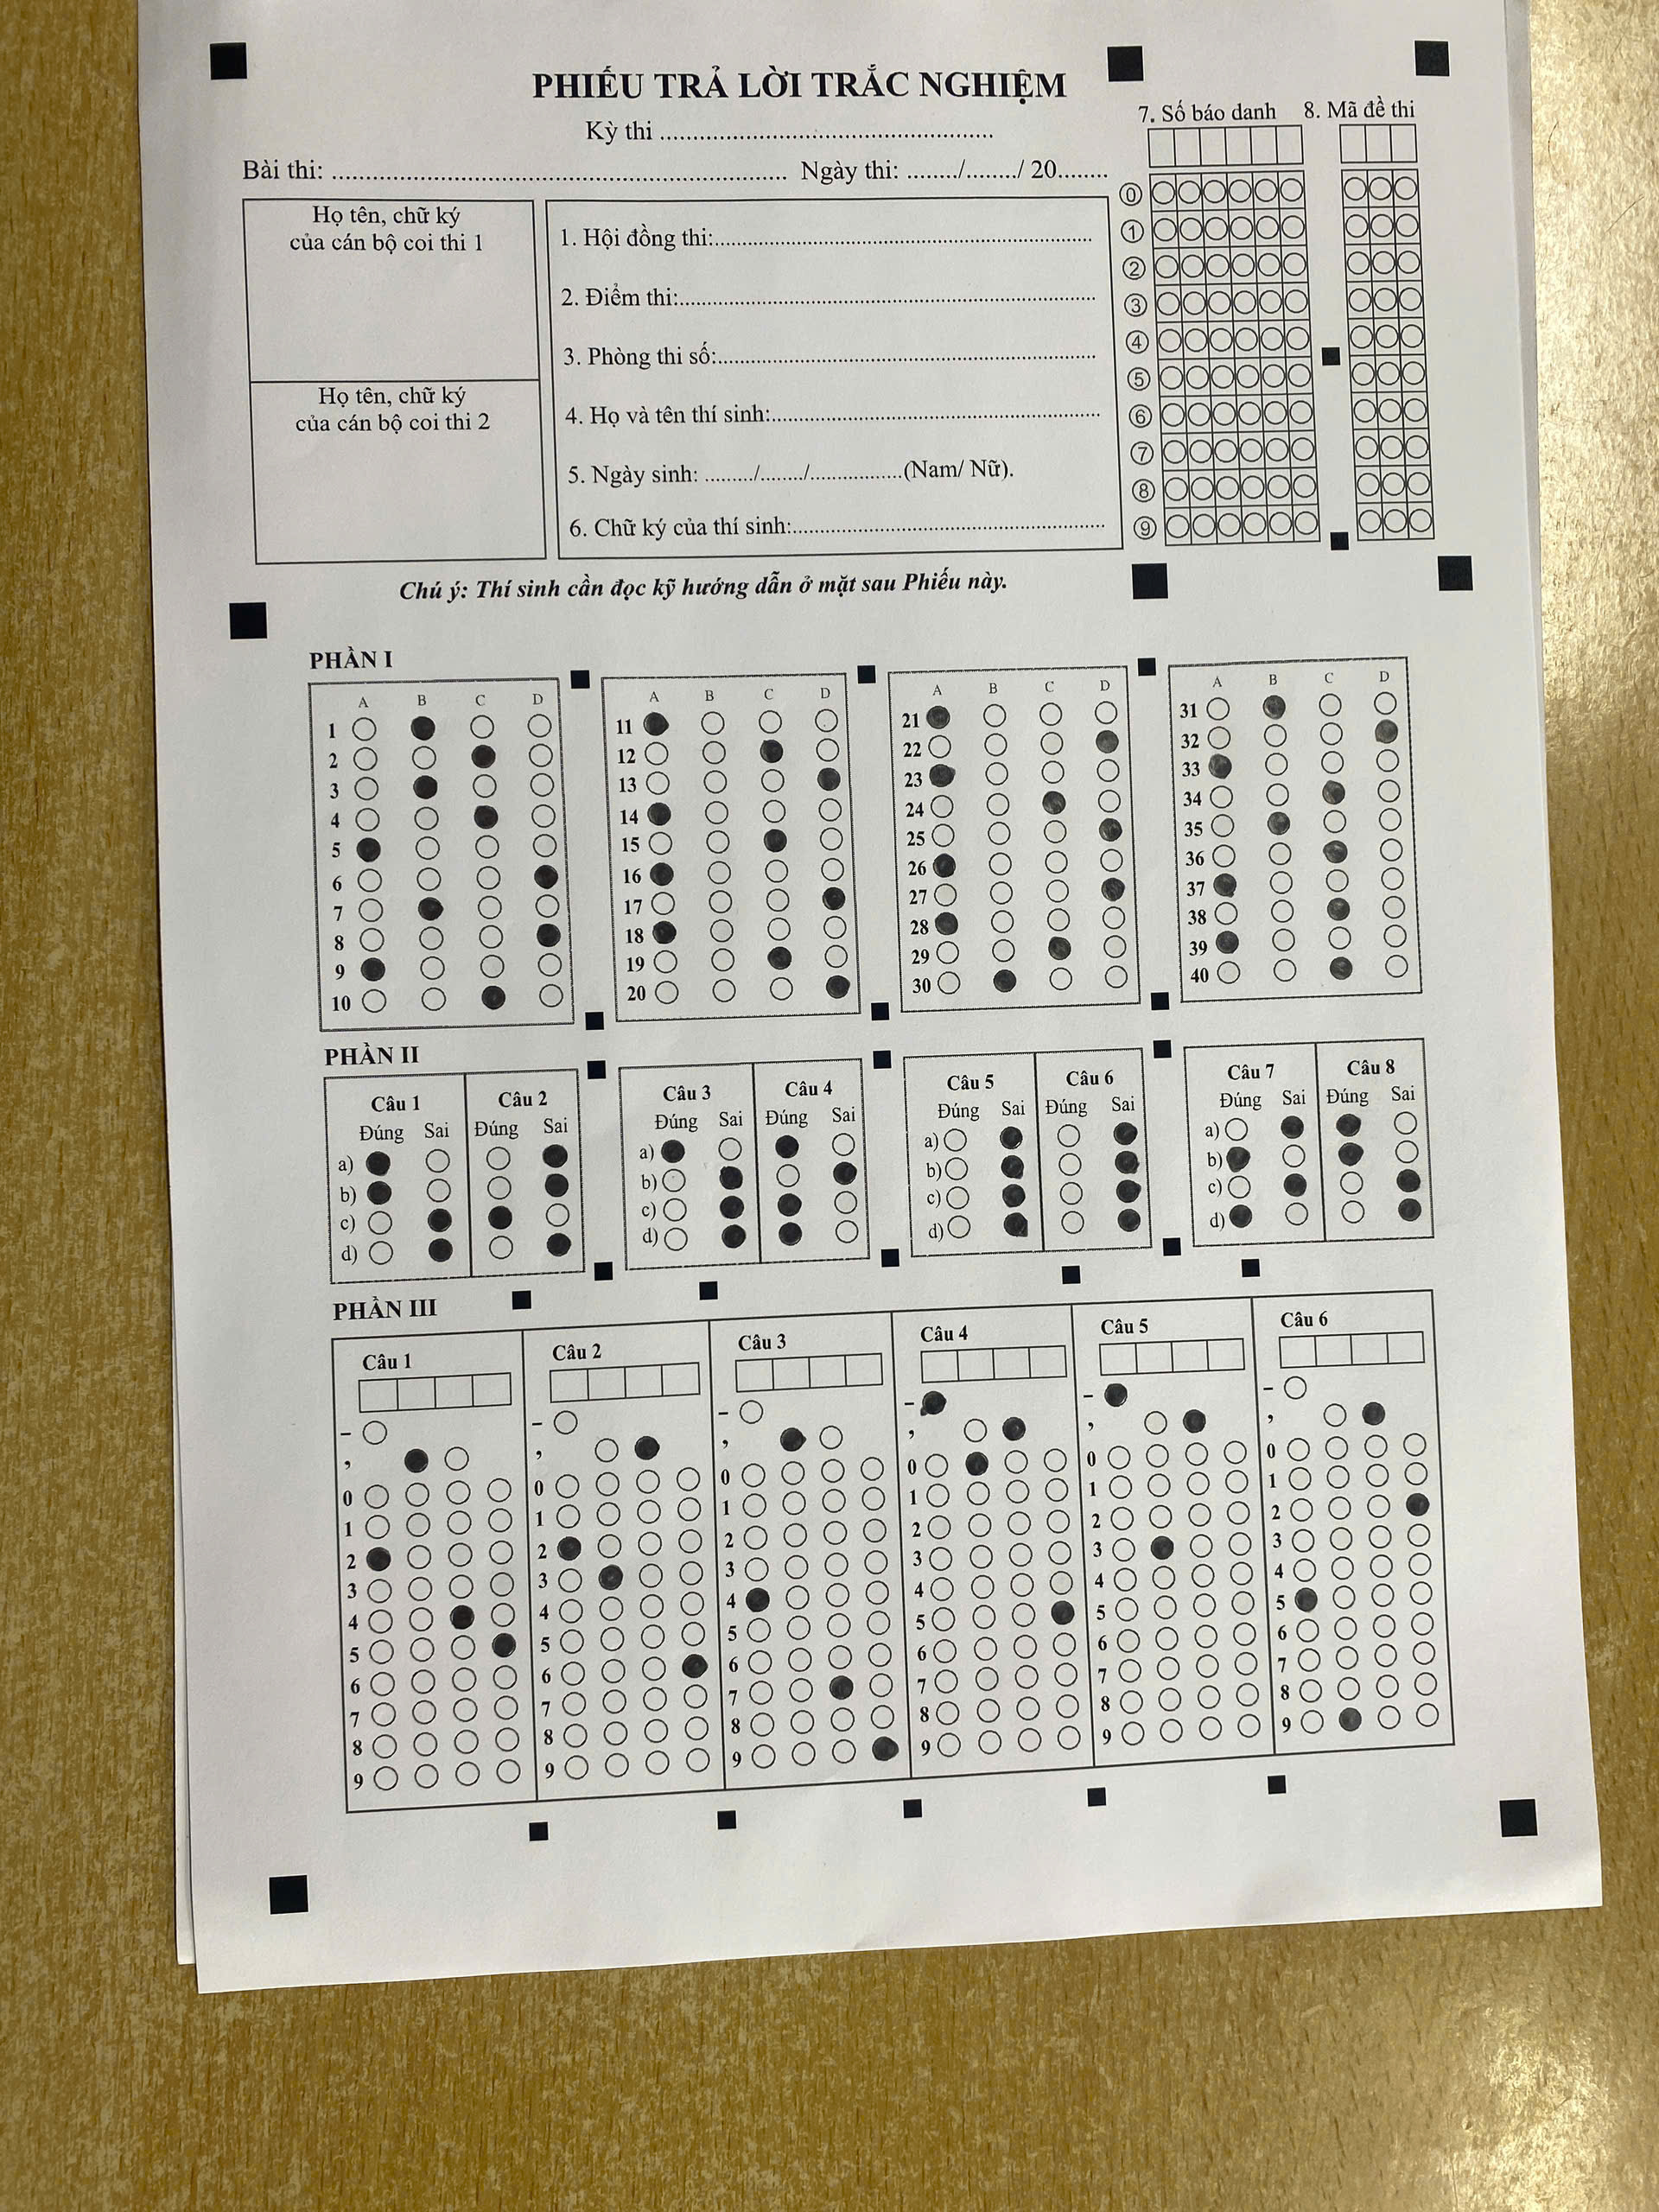 PHIẾU TRẢ LỜI TRẮC NGHIỆM
Kỳ thi ..................................................
Bài thi: .................................................................... Ngày thi: ......../......../ 20........
7. Số báo danh 8. Mã đề thi
0
1
2
3
4
5
6
7
8
9
Họ tên, chữ ký
của cán bộ coi thi 1
Họ tên, chữ ký
của cán bộ coi thi 2
1. Hội đồng thi:.........................................................
2. Điểm thi:...............................................................
3. Phòng thi số:.........................................................
4. Họ và tên thí sinh:.................................................
5. Ngày sinh: ......../......./...............(Nam/ Nữ).
6. Chữ ký của thí sinh:...............................................
Chú ý: Thí sinh cần đọc kỹ hướng dẫn ở mặt sau Phiếu này.
PHẦN I
A B C D
1
2
3
4
5
6
7
8
9
10
A B C D
11
12
13
14
15
16
17
18
19
20
A B C D
21
22
23
24
25
26
27
28
29
30
A B C D
31
32
33
34
35
36
37
38
39
40
PHẦN II
Câu 1 Câu 2
Đúng Sai Đúng Sai
a)
b)
c)
d)
Câu 3 Câu 4
Đúng Sai Đúng Sai
a)
b)
c)
d)
Câu 5 Câu 6
Đúng Sai Đúng Sai
a)
b)
c)
d)
Câu 7 Câu 8
Đúng Sai Đúng Sai
a)
b)
c)
d)
PHẦN III
Câu 1
-
,
0
1
2
3
4
5
6
7
8
9
Câu 2
-
,
0
1
2
3
4
5
6
7
8
9
Câu 3
-
,
0
1
2
3
4
5
6
7
8
9
Câu 4
-
,
0
1
2
3
4
5
6
7
8
9
Câu 5
-
,
0
1
2
3
4
5
6
7
8
9
Câu 6
-
,
0
1
2
3
4
5
6
7
8
9